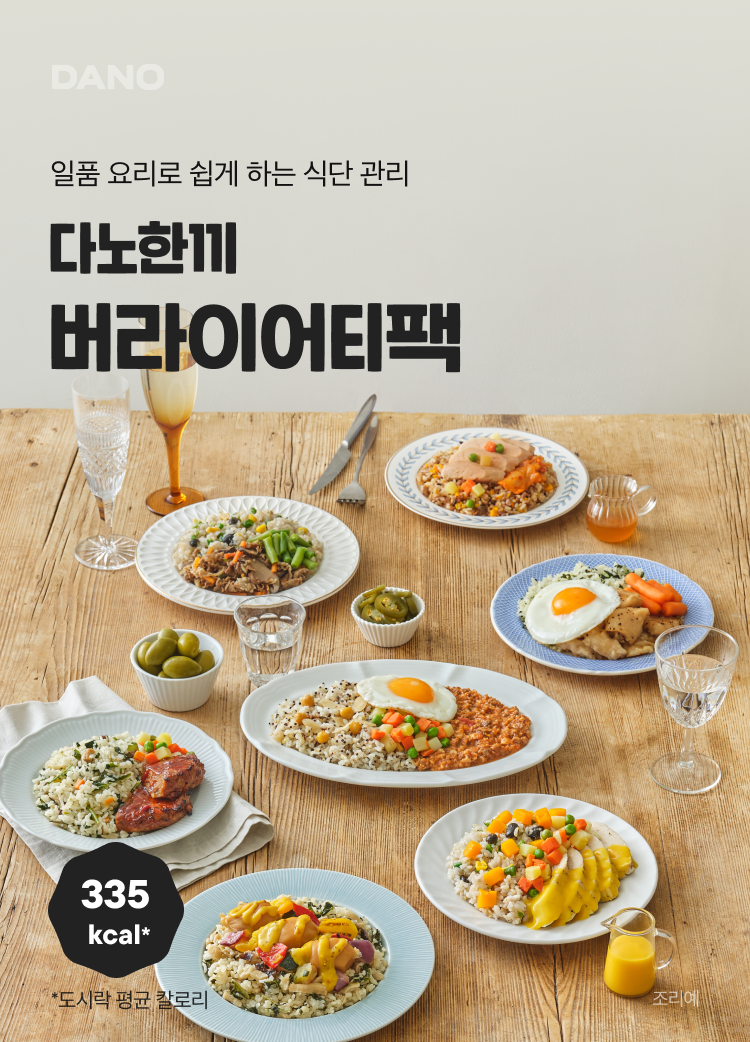 DANO
일품 요리로 쉽게 하는 식단 관리
다노한끼
버라이어티팩
335
kcal*
*도시락 평균 칼로리
조리예